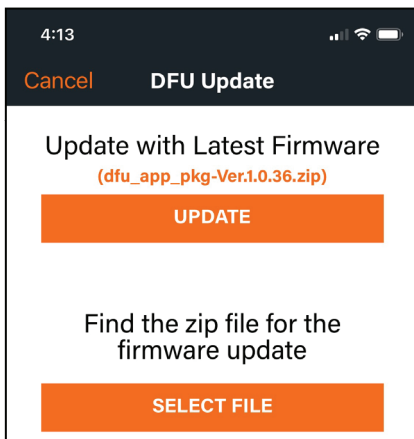 4:13
Cancel DFU Update
Update with Latest Firmware
(dfu_app_pkg-Ver.1.0.36.zip)
UPDATE
Find the zip file for the
firmware update
SELECT FILE